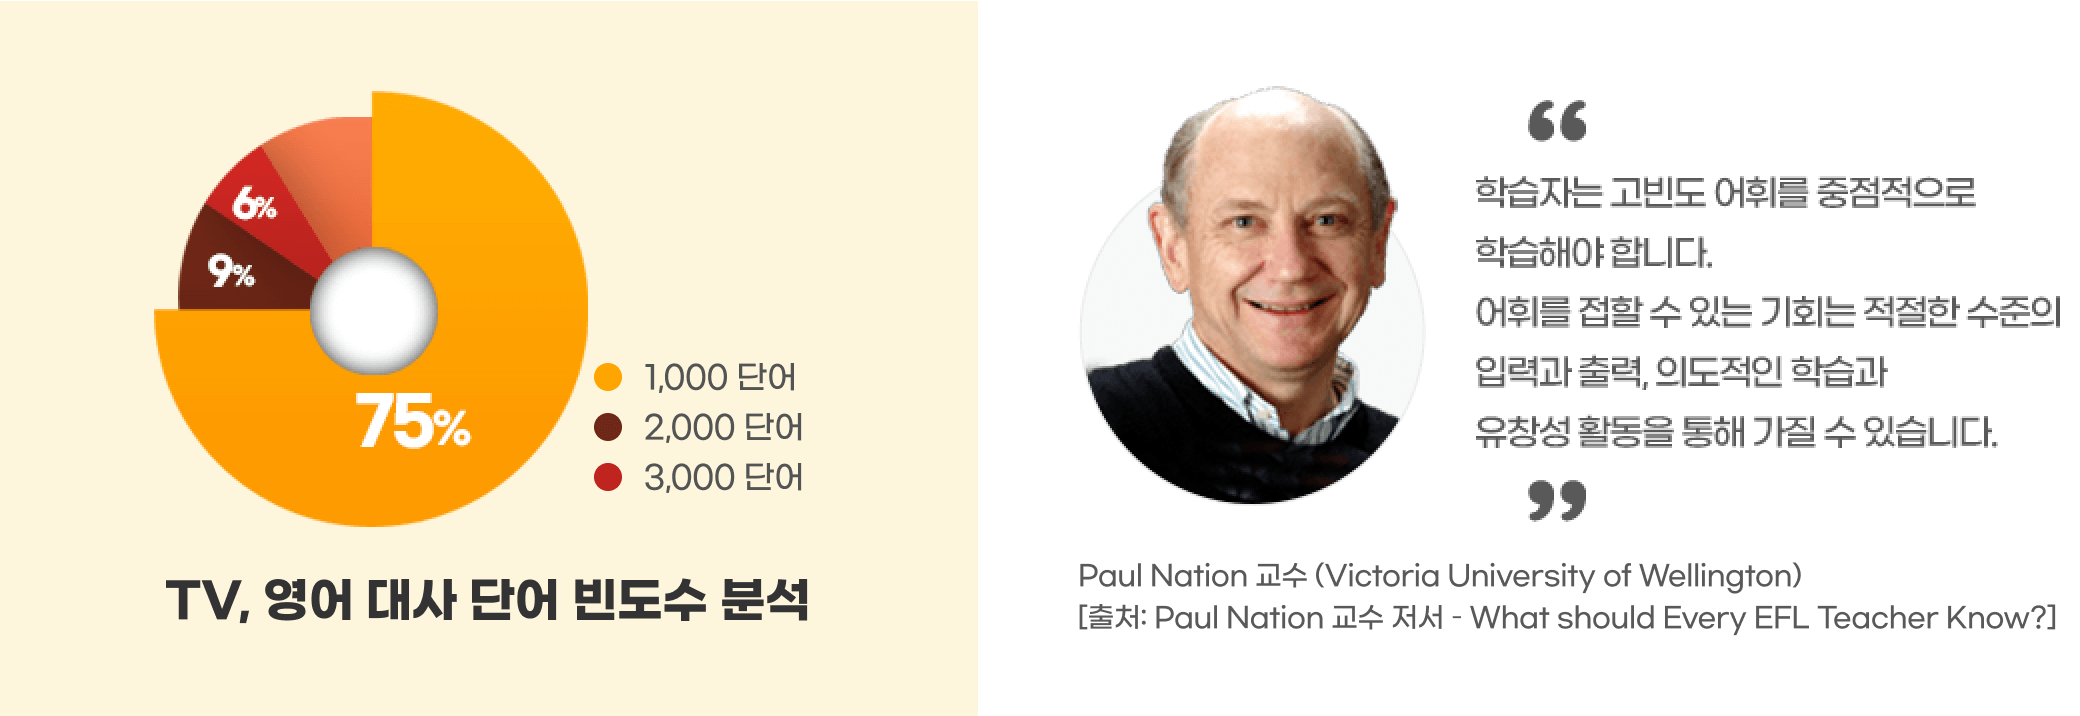 6%
9%
75%
1,000 단어
2,000 단어
3,000 단어
TV, 영어 대사 단어 빈도수 분석
“
학습자는 고빈도 어휘를 중점적으로
학습해야 합니다.
어휘를 접할 수 있는 기회는 적절한 수준의
입력과 출력, 의도적인 학습과
유창성 활동을 통해 가질 수 있습니다.
”
Paul Nation 교수 (Victoria University of Wellington)
[출처: Paul Nation 교수 저서 - What should Every EFL Teacher Know?]